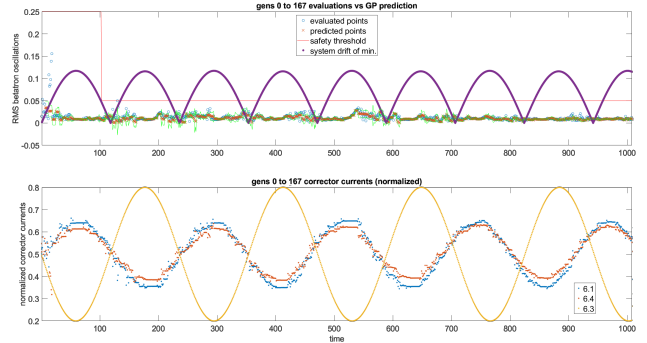 gens 0 to 167 evaluations vs GP prediction
0.25
0.2
0.15
0.1
0.05
0
-0.05
RMS betatron oscillations
evaluated points
predicted points
safety threshold
system drift of min.
100 200 300 400 500 600 700 800 900 1000
time
gens 0 to 167 corrector currents (normalized)
0.8
0.7
0.6
0.5
0.4
0.3
0.2
normalized corrector currents
6.1
6.4
6.3
100 200 300 400 500 600 700 800 900 1000
time